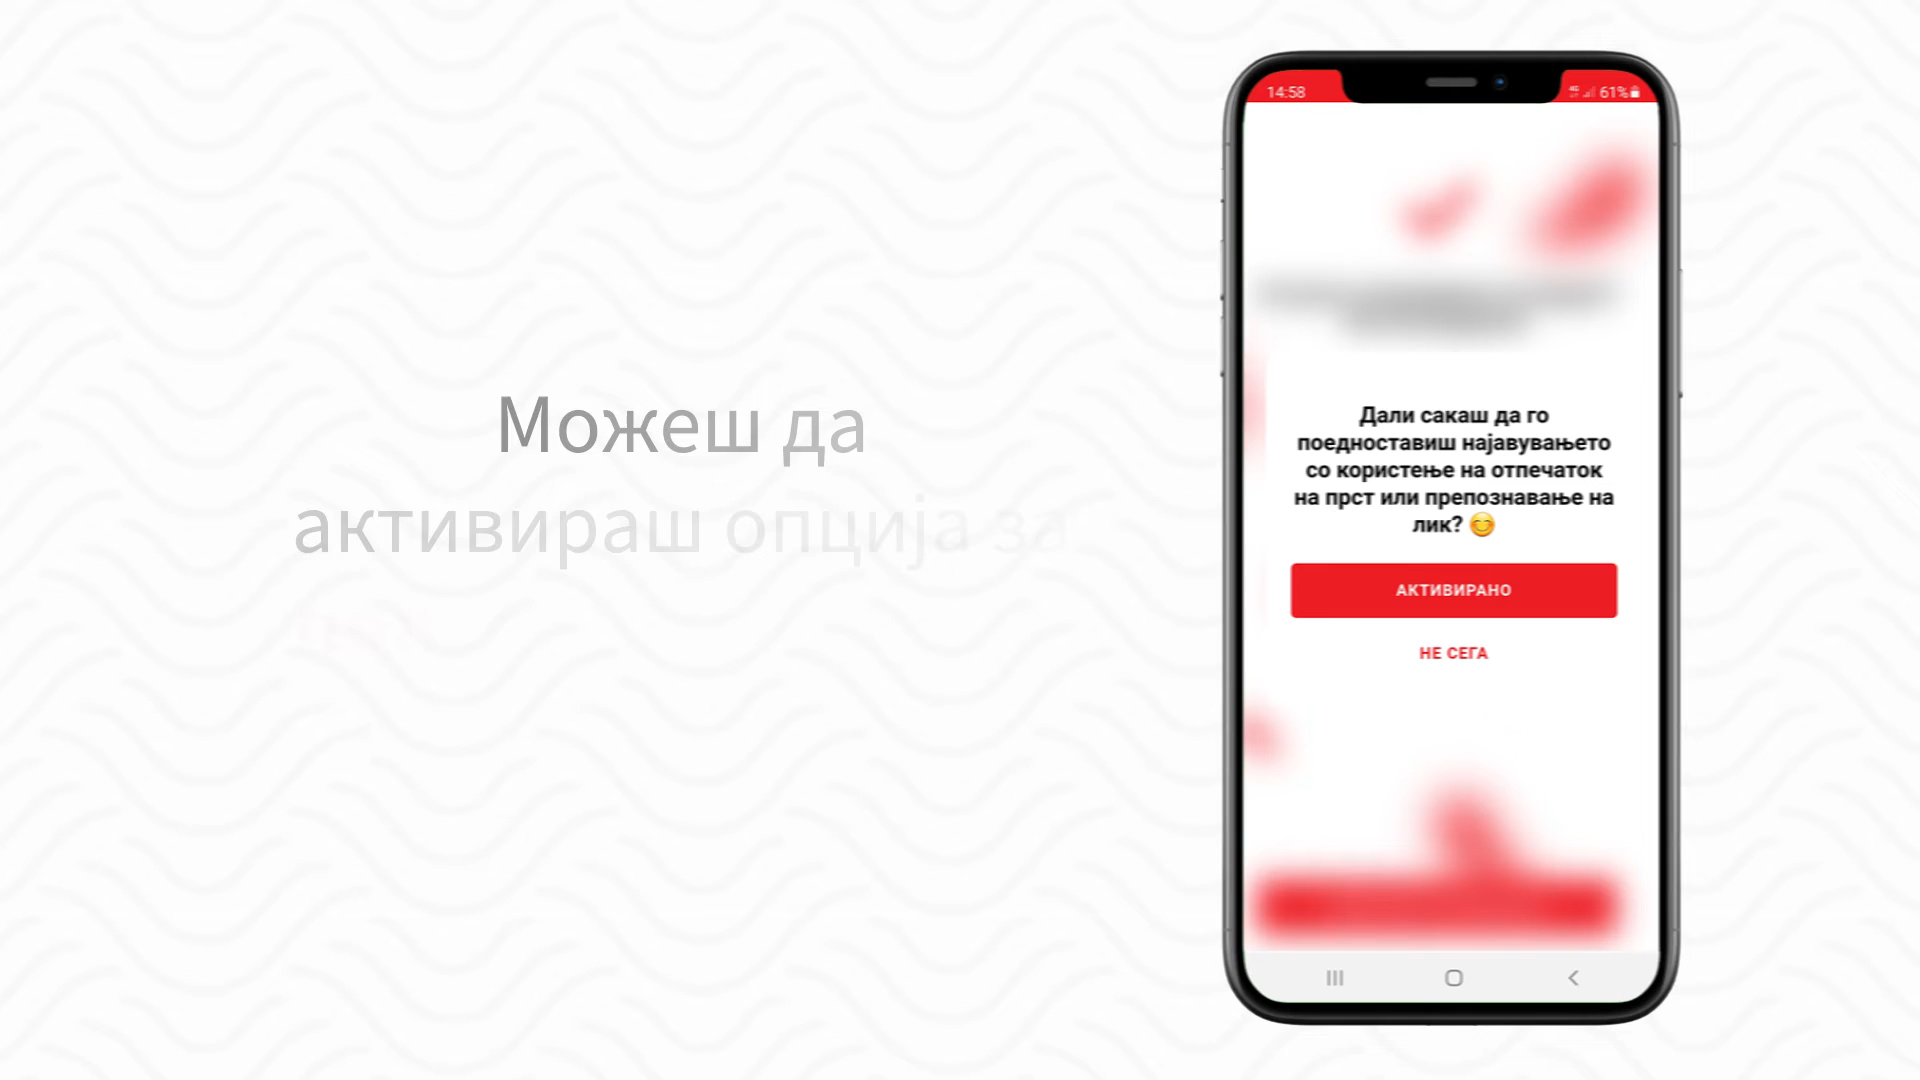 Можеш да
активираш опција за
14:58
61%
Дали сакаш да го
поедноставиш најавувањето
со користење на отпечаток
на прст или препознавање на
лик? 😊
АКТИВИРАНО
НЕ СЕГА